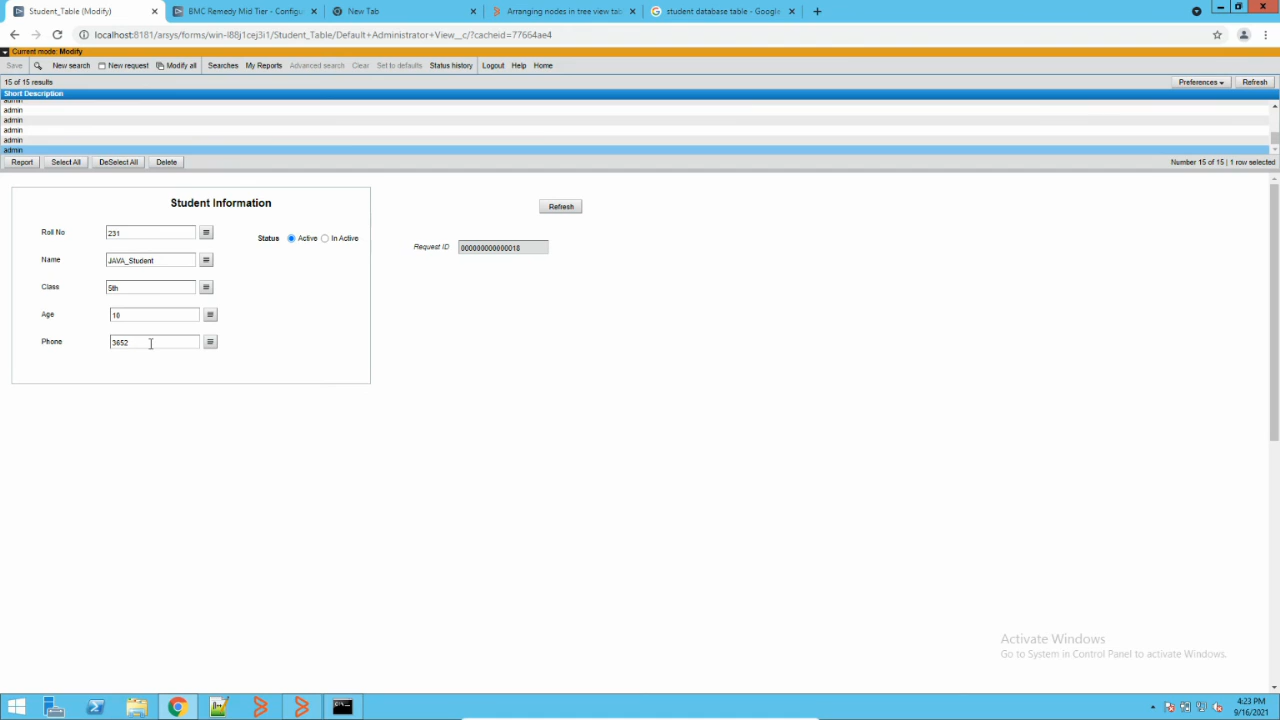 Student_Table (Modify)
BMC Remedy Mid Tier - Configur
New Tab
Arranging nodes in tree view tab
student database table - Google
localhost:8181/arsys/forms/win-l88j1cej3i1/Student_Table/Default+Administrator+View__c/?cacheid=77664ae4
Current mode: Modify
Save New search New request Modify all Searches My Reports Advanced search Clear Set to defaults Status history Logout Help Home
15 of 15 results Preferences Refresh
Short Description
admin
admin
admin
admin
admin
admin
Report Select All DeSelect All Delete Number 15 of 15 | 1 row selected
Student Information
Refresh
Roll No 231
Status Active In Active
Request ID 000000000000018
Name JAVA_Student
Class 5th
Age 10
Phone 3652
Activate Windows
Go to System in Control Panel to activate Windows.
4:23 PM
9/16/2021